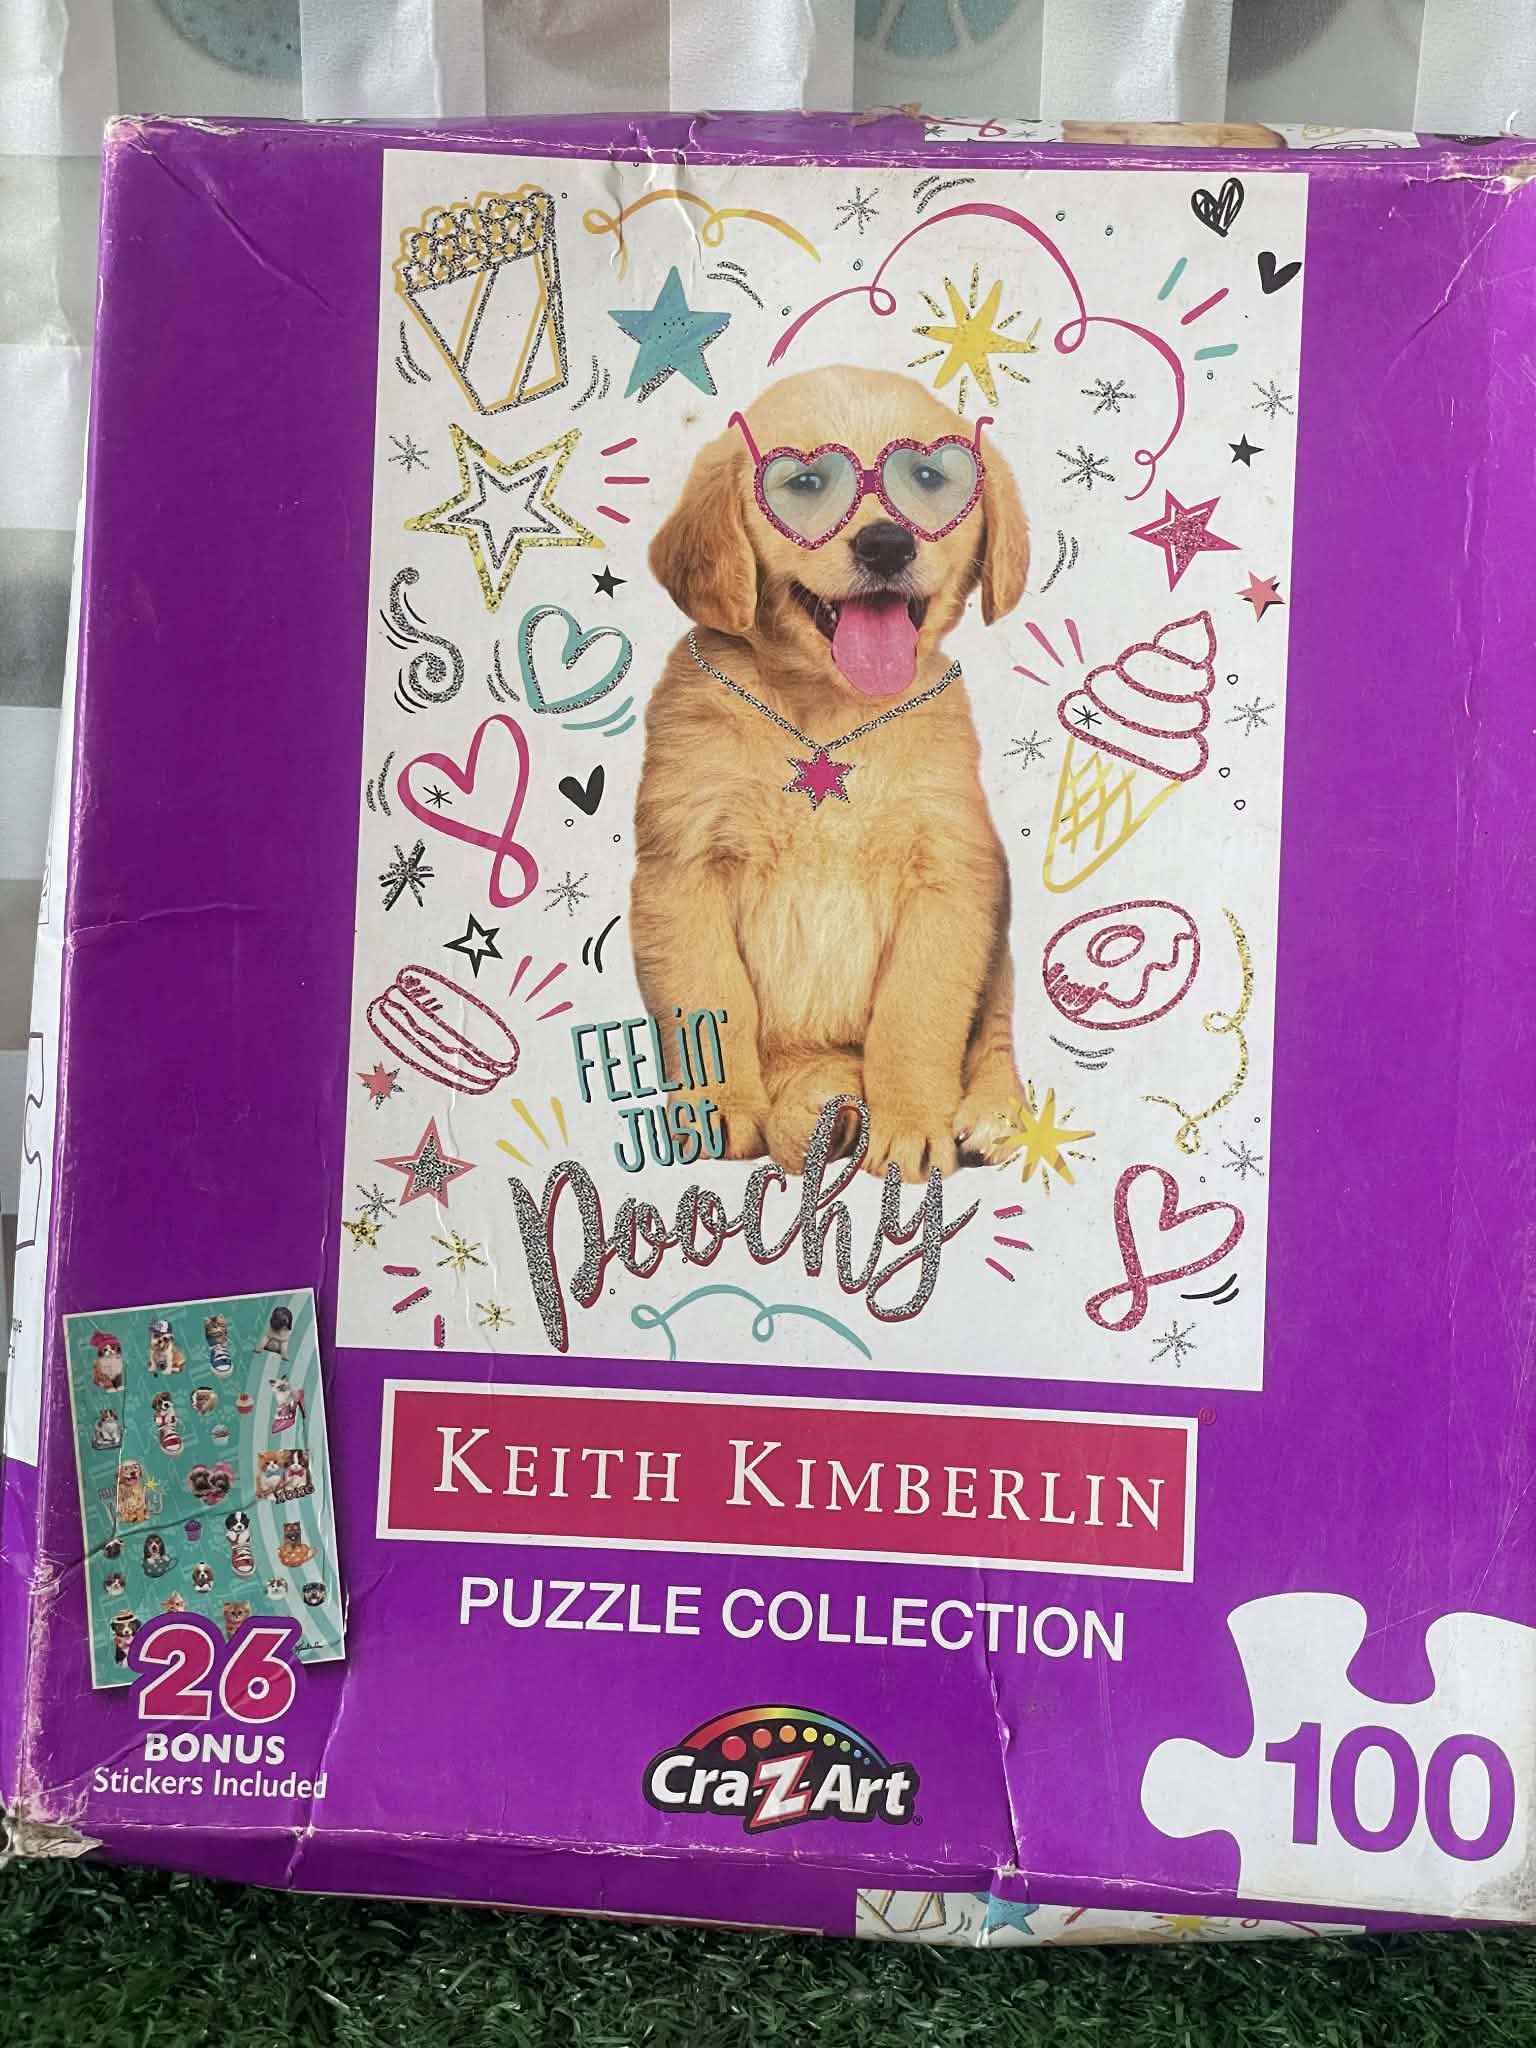 FEELiN'
JUSt
Poochy
KEITH KIMBERLIN®
PUZZLE COLLECTION
26
BONUS
Stickers Included
Cra-Z-Art®
100